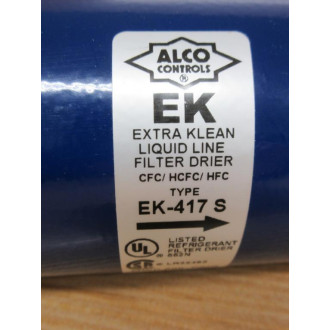 ALCO
CONTROLS
®
EK
EXTRA KLEAN
LIQUID LINE
FILTER DRIER
CFC/ HCFC/ HFC
TYPE
EK-417 S
UL
LISTED
REFRIGERANT
FILTER DRIER